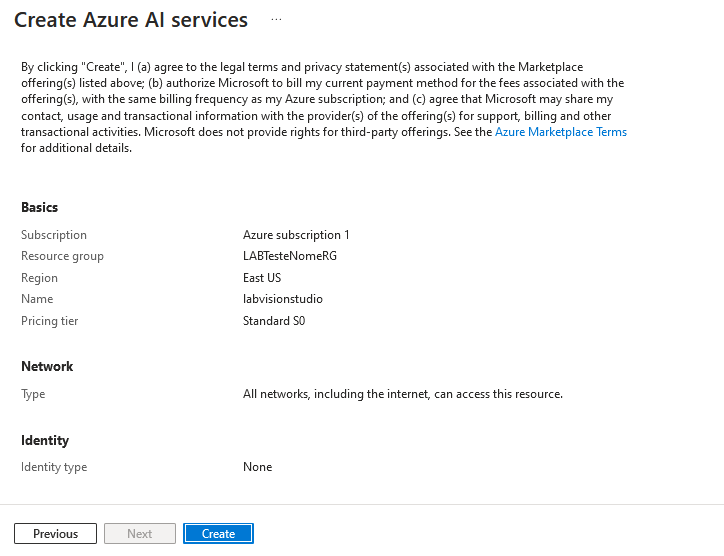 Create Azure AI services ...
By clicking "Create", I (a) agree to the legal terms and privacy statement(s) associated with the Marketplace
offering(s) listed above; (b) authorize Microsoft to bill my current payment method for the fees associated with the
offering(s), with the same billing frequency as my Azure subscription; and (c) agree that Microsoft may share my
contact, usage and transactional information with the provider(s) of the offering(s) for support, billing and other
transactional activities. Microsoft does not provide rights for third-party offerings. See the Azure Marketplace Terms
for additional details.
Basics
Subscription Azure subscription 1
Resource group LABTesteNomeRG
Region East US
Name labvisionstudio
Pricing tier Standard S0
Network
Type All networks, including the internet, can access this resource.
Identity
Identity type None
Previous Next Create